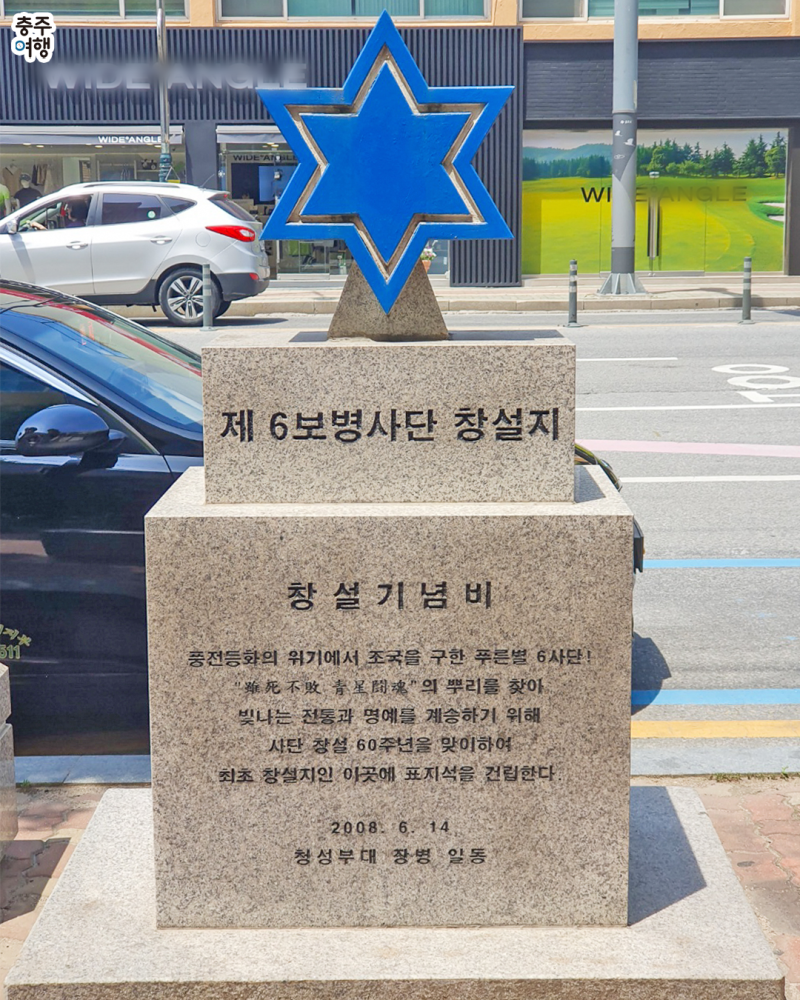 충주
여행
WIDE ANGLE
WIDE*ANGLE
WIDE*ANGLE
제 6보병사단 창설지
창설기념비
풍전등화의 위기에서 조국을 구한 푸른별 6사단!
"雖死不敗 靑星鬪魂"의 뿌리를 찾아
빛나는 전통과 명예를 계승하기 위해
사단 창설 60주년을 맞이하여
최초 창설지인 이곳에 표지석을 건립한다.
2008. 6. 14
청성부대 장병 일동